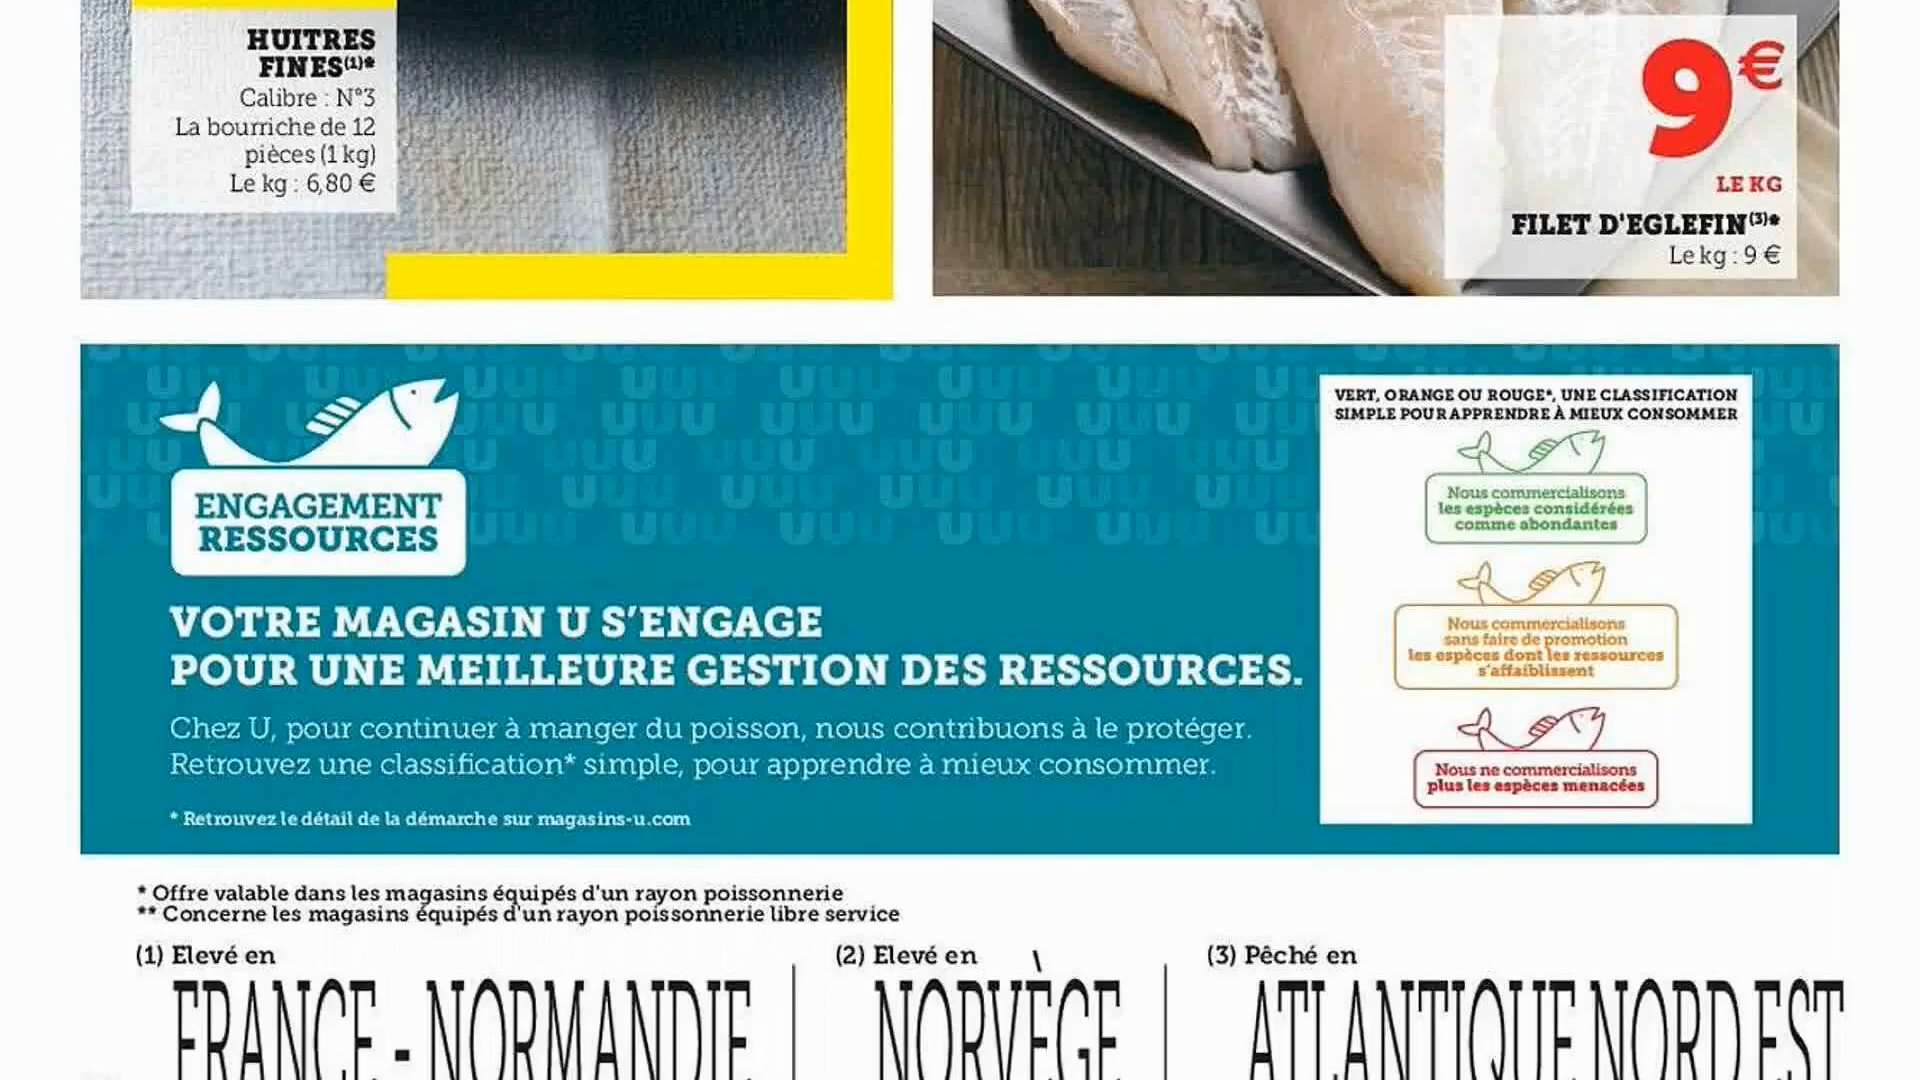 HUITRES
FINES(1)*
Calibre : N°3
La bourriche de 12
pièces (1 kg)
Le kg : 6,80 €
9€
LE KG
FILET D'EGLEFIN(3)*
Le kg : 9 €
ENGAGEMENT
RESSOURCES
VOTRE MAGASIN U S'ENGAGE
POUR UNE MEILLEURE GESTION DES RESSOURCES.
Chez U, pour continuer à manger du poisson, nous contribuons à le protéger.
Retrouvez une classification* simple, pour apprendre à mieux consommer.
* Retrouvez le détail de la démarche sur magasins-u.com
VERT, ORANGE OU ROUGE*, UNE CLASSIFICATION
SIMPLE POUR APPRENDRE À MIEUX CONSOMMER
Nous commercialisons
les espèces considérées
comme abondantes
Nous commercialisons
sans faire de promotion
les espèces dont les ressources
s'affaiblissent
Nous ne commercialisons
plus les espèces menacées
* Offre valable dans les magasins équipés d'un rayon poissonnerie
** Concerne les magasins équipés d'un rayon poissonnerie libre service
(1) Elevé en
FRANCE - NORMANDIE
(2) Elevé en
NORVÈGE
(3) Pêché en
ATLANTIQUE NORD EST